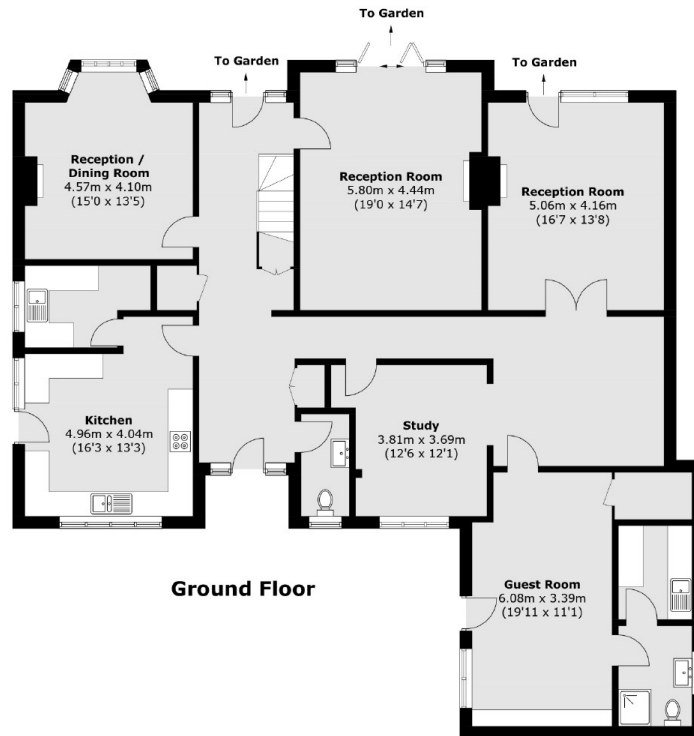 To Garden
To Garden
To Garden
Reception /
Dining Room
4.57m x 4.10m
(15'0 x 13'5)
Reception Room
5.80m x 4.44m
(19'0 x 14'7)
Reception Room
5.06m x 4.16m
(16'7 x 13'8)
Kitchen
4.96m x 4.04m
(16'3 x 13'3)
Study
3.81m x 3.69m
(12'6 x 12'1)
Ground Floor
Guest Room
6.08m x 3.39m
(19'11 x 11'1)